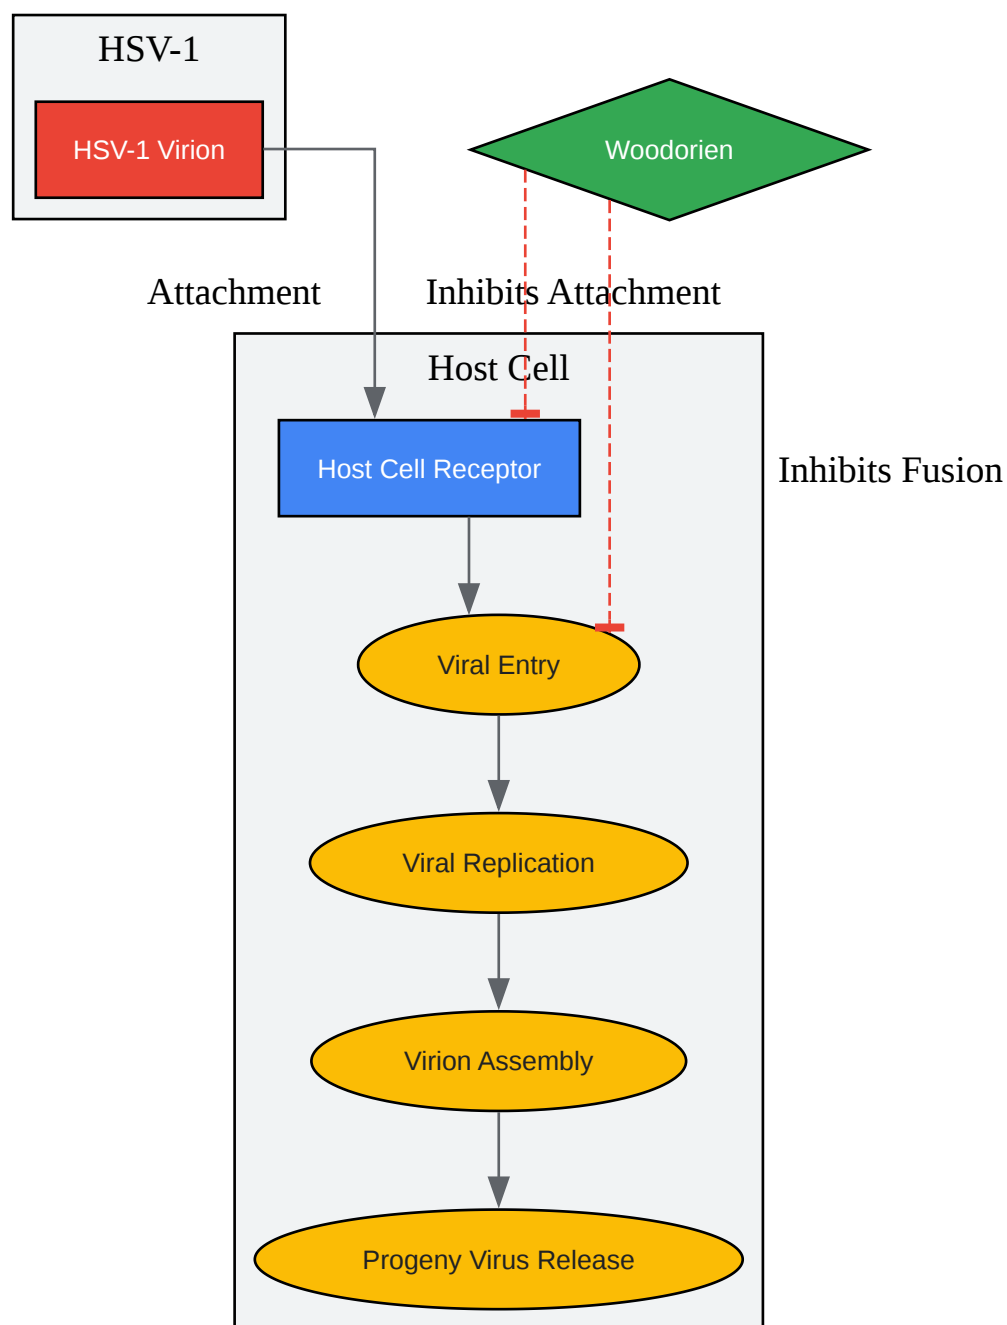 HSV-1
HSV-1 Virion
Woodorien
Attachment
Inhibits Attachment
Host Cell
Host Cell Receptor
Inhibits Fusion
Viral Entry
Viral Replication
Virion Assembly
Progeny Virus Release